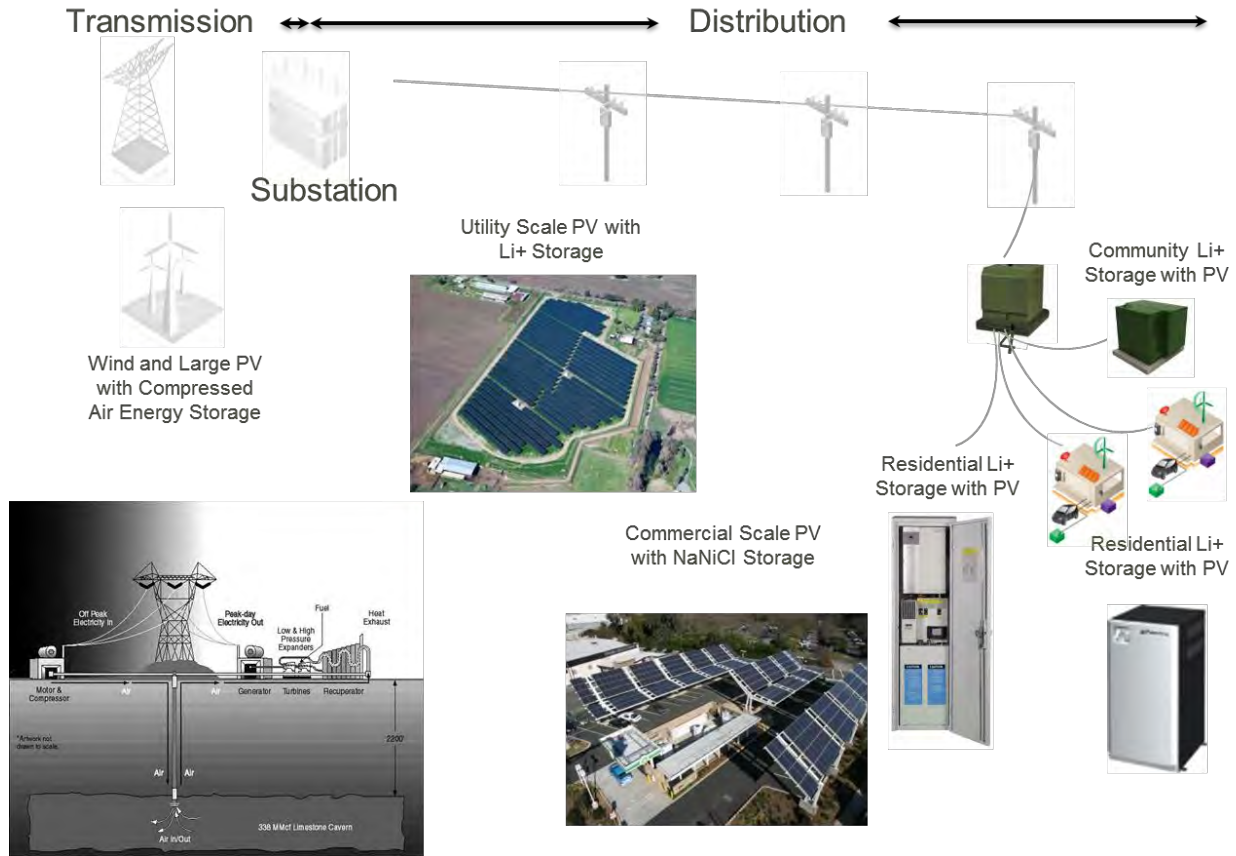 Transmission
Distribution
Substation
Utility Scale PV with
Li+ Storage
Community Li+
Storage with PV
Wind and Large PV
with Compressed
Air Energy Storage
Residential Li+
Storage with PV
Commercial Scale PV
with NaNiCl Storage
Residential Li+
Storage with PV
Off Peak
Electricity In
Peak-day
Electricity Out
Fuel
Low & High
Pressure
Expanders
Heat
Exhaust
Motor &
Compressor
Air
Air
Generator
Turbines
Recuperator
*Artwork not
drawn to scale.
2200'
Air
Air
Air In/Out
338 MMcf Limestone Cavern